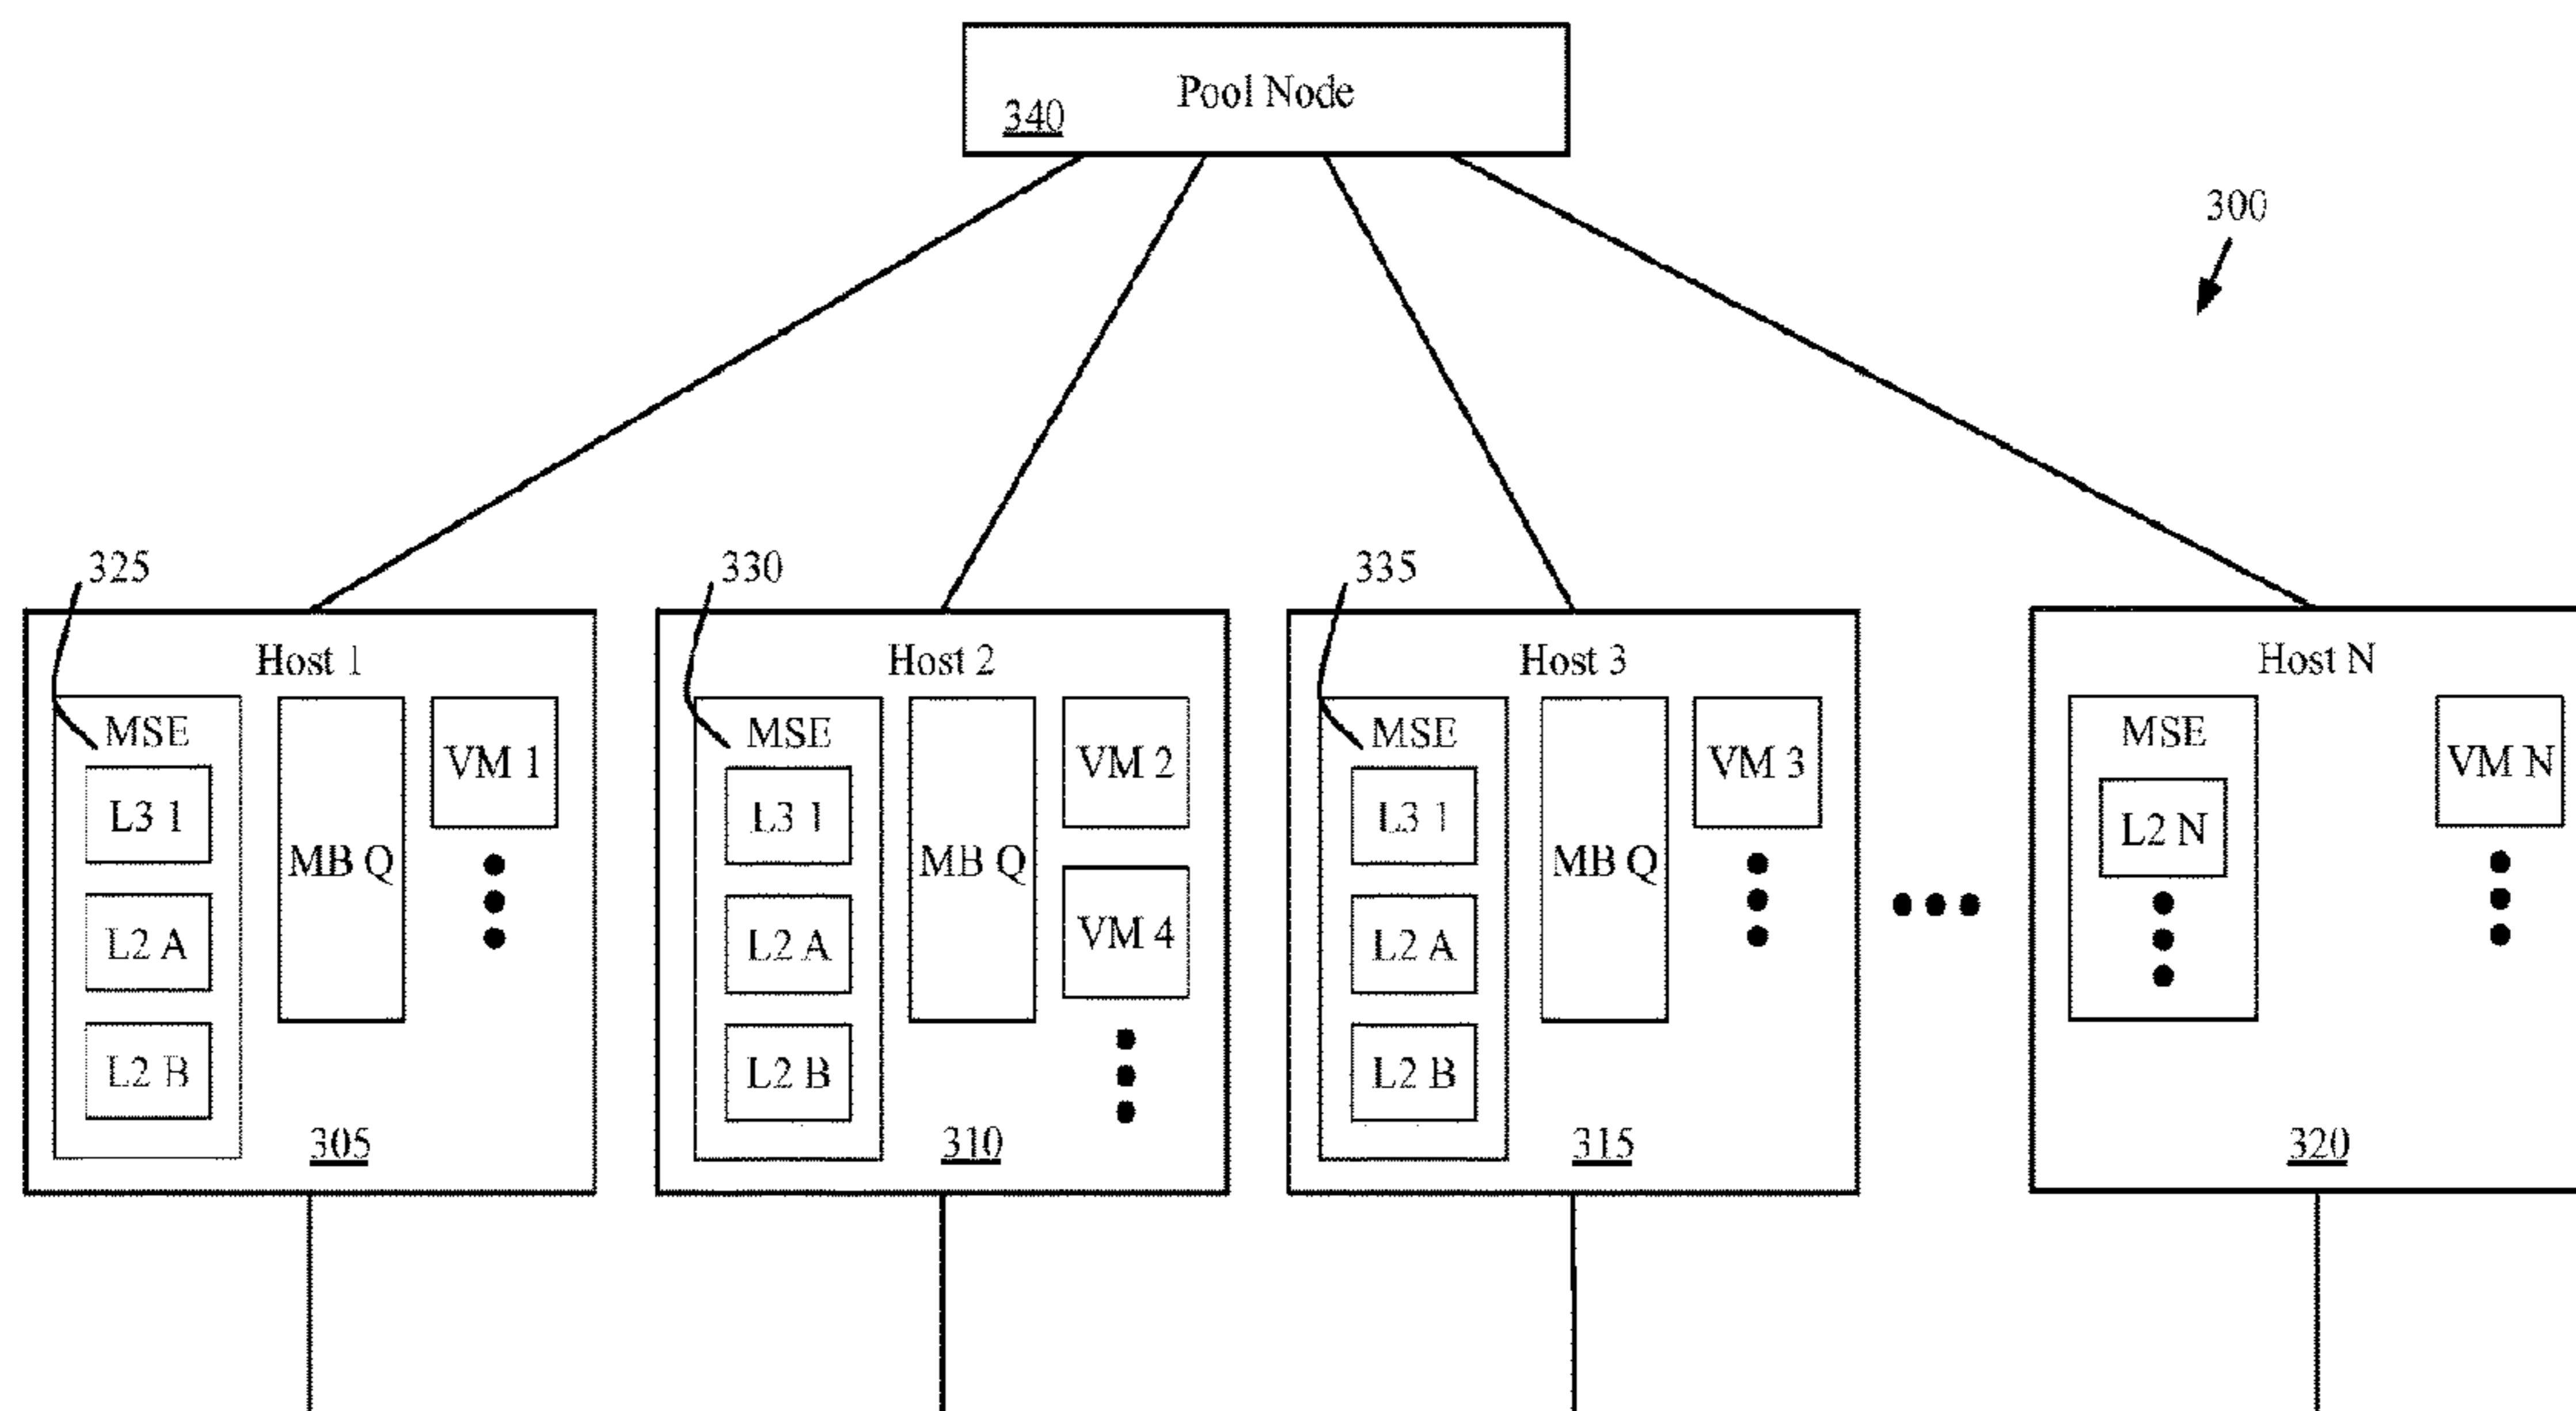 Pool Node
340
300
325
330
335
Host 1
MSE
L3 1
L2 A
L2 B
MB Q
VM 1
305
Host 2
MSE
L3 1
L2 A
L2 B
MB Q
VM 2
VM 4
310
Host 3
MSE
L3 1
L2 A
L2 B
MB Q
VM 3
315
Host N
MSE
L2 N
VM N
320